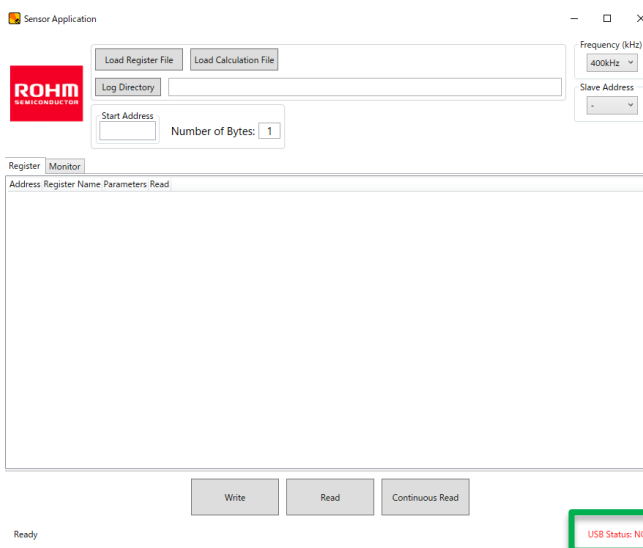 Sensor Application
Frequency (kHz)
Load Register File Load Calculation File
400kHz
ROHM
SEMICONDUCTOR
Log Directory
Slave Address
-
Start Address
Number of Bytes: 1
Register Monitor
Address Register Name Parameters Read
Write Read Continuous Read
Ready
USB Status: